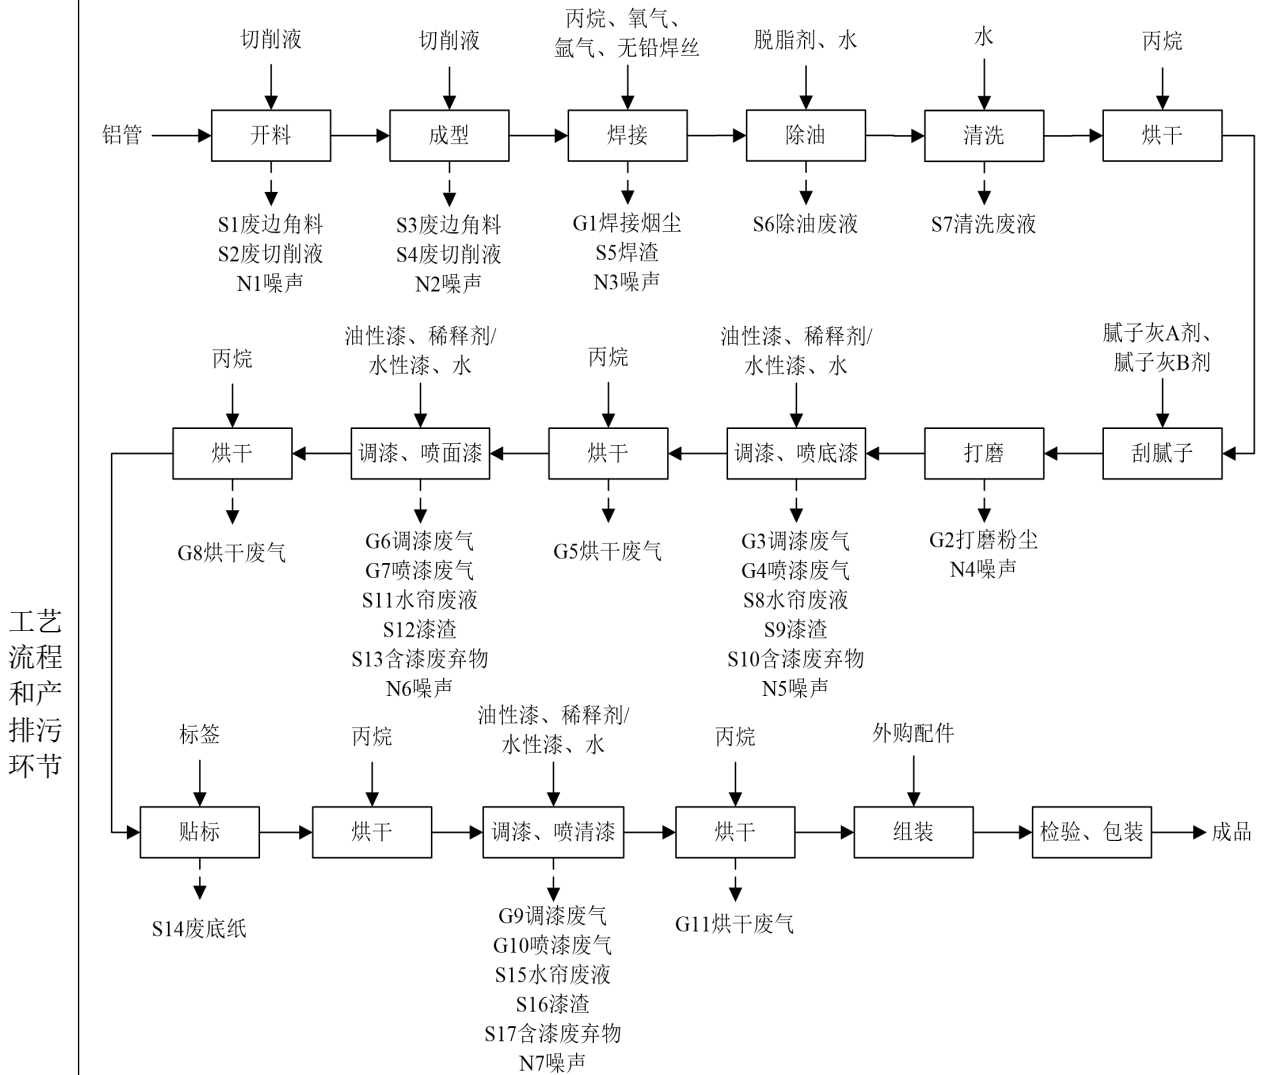 工艺
流程
和产
排污
环节
切削液
切削液
丙烷、氧气、
氩气、无铅焊丝
脱脂剂、水
水
丙烷
铝管
开料
成型
焊接
除油
清洗
烘干
S1废边角料
S2废切削液
N1噪声
S3废边角料
S4废切削液
N2噪声
G1焊接烟尘
S5焊渣
N3噪声
S6除油废液
S7清洗废液
腻子灰A剂、
腻子灰B剂
油性漆、稀释剂/
水性漆、水
丙烷
油性漆、稀释剂/
水性漆、水
丙烷
刮腻子
打磨
调漆、喷底漆
烘干
调漆、喷面漆
烘干
G2打磨粉尘
N4噪声
G3调漆废气
G4喷漆废气
S8水帘废液
S9漆渣
S10含漆废弃物
N5噪声
G5烘干废气
G6调漆废气
G7喷漆废气
S11水帘废液
S12漆渣
S13含漆废弃物
N6噪声
G8烘干废气
标签
丙烷
油性漆、稀释剂/
水性漆、水
丙烷
外购配件
贴标
烘干
调漆、喷清漆
烘干
组装
检验、包装
成品
S14废底纸
G9调漆废气
G10喷漆废气
S15水帘废液
S16漆渣
S17含漆废弃物
N7噪声
G11烘干废气